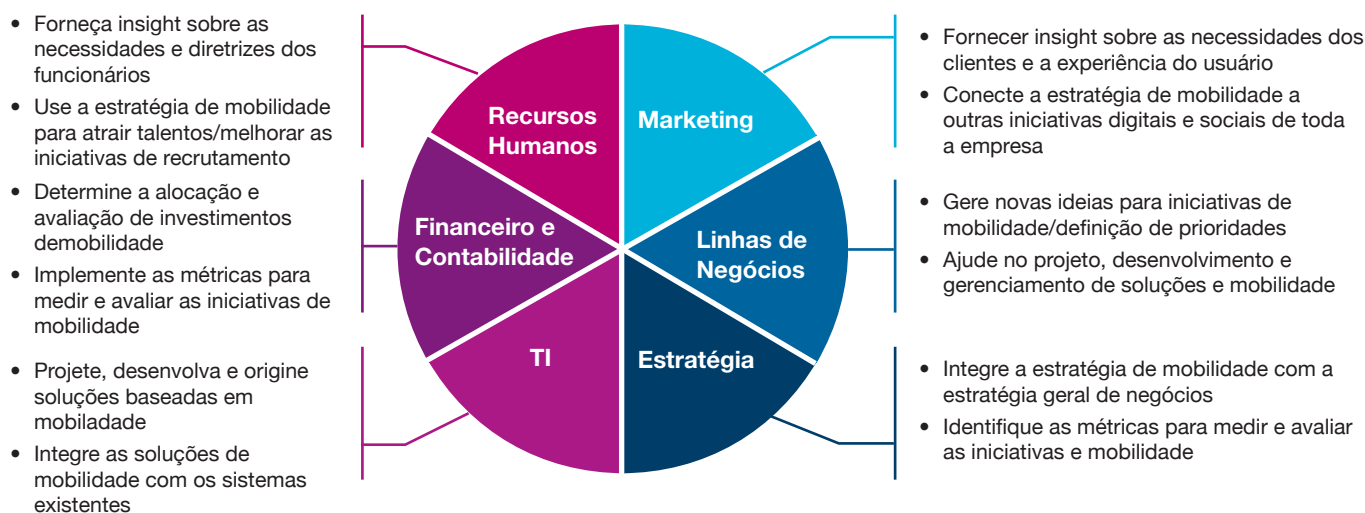 • Forneça insight sobre as
necessidades e diretrizes dos
funcionários
• Use a estratégia de mobilidade
para atrair talentos/melhorar as
iniciativas de recrutamento
• Determine a alocação e
avaliação de investimentos
demobilidade
• Implemente as métricas para
medir e avaliar as iniciativas de
mobilidade
• Projete, desenvolva e origine
soluções baseadas em
mobiladade
• Integre as soluções de
mobilidade com os sistemas
existentes
Recursos
Humanos
Marketing
Financeiro e
Contabilidade
Linhas de
Negócios
TI
Estratégia
• Fornecer insight sobre as necessidades dos
clientes e a experiência do usuário
• Conecte a estratégia de mobilidade a
outras iniciativas digitais e sociais de toda
a empresa
• Gere novas ideias para iniciativas de
mobilidade/definição de prioridades
• Ajude no projeto, desenvolvimento e
gerenciamento de soluções e mobilidade
• Integre a estratégia de mobilidade com a
estratégia geral de negócios
• Identifique as métricas para medir e avaliar
as iniciativas e mobilidade